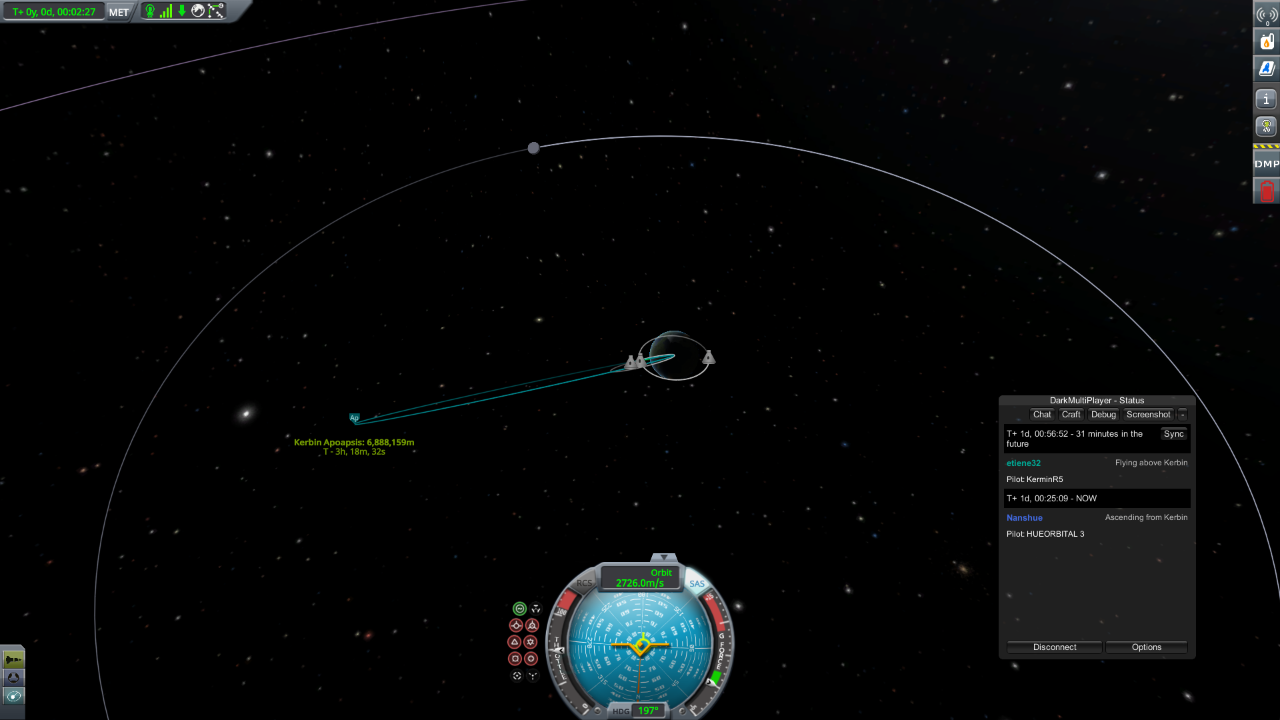 T+ 0y, 0d, 00:02:27 MET
0
A
i
DMP
Ap
Kerbin Apoapsis: 6,888,159m
T - 3h, 18m, 32s
DarkMultiPlayer - Status
Chat Craft Debug Screenshot -
T+ 1d, 00:56:52 - 31 minutes in the
future
Sync
etiene32 Flying above Kerbin
Pilot: KerminR5
T+ 1d, 00:25:09 - NOW
Nanshue Ascending from Kerbin
Pilot: HUEORBITAL 3
Disconnect Options
Orbit
2726.0m/s
RCS SAS
HDG 197°